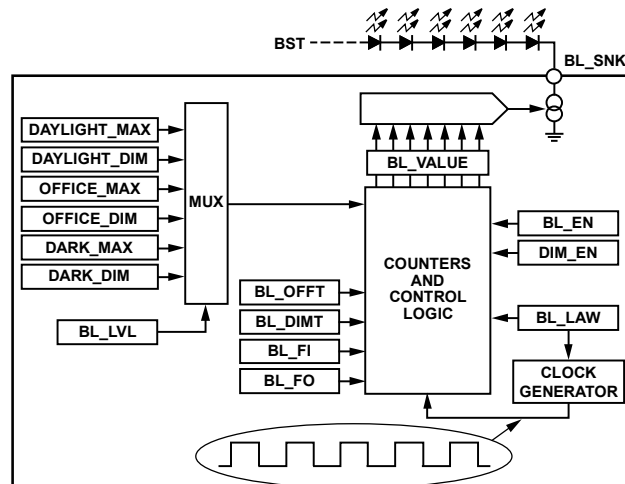 BST
BL_SNK
DAYLIGHT_MAX
DAYLIGHT_DIM
OFFICE_MAX
OFFICE_DIM
DARK_MAX
DARK_DIM
MUX
BL_LVL
BL_VALUE
COUNTERS
AND
CONTROL
LOGIC
BL_OFFT
BL_DIMT
BL_FI
BL_FO
BL_EN
DIM_EN
BL_LAW
CLOCK
GENERATOR